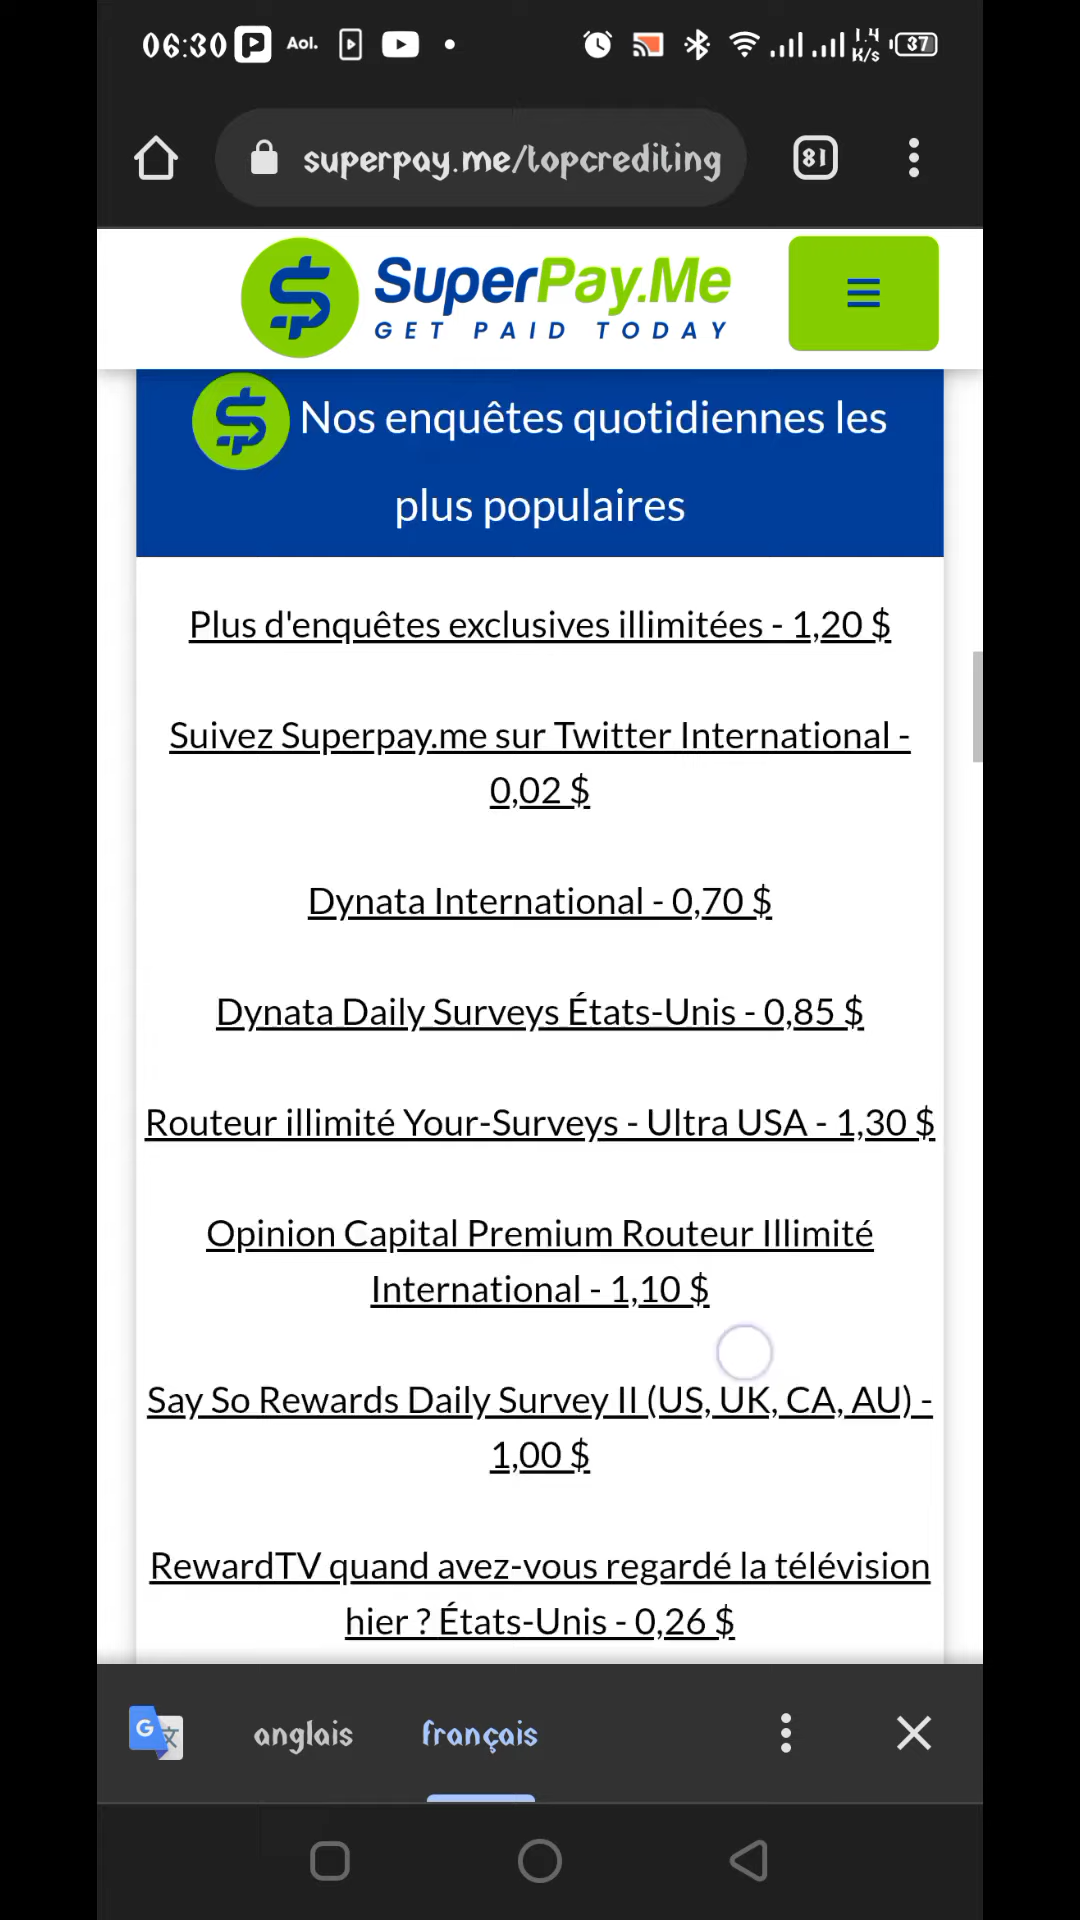 06:30 Aol. 1.4 K/s 37
superpay.me/topcrediting 81
SuperPay.Me
GET PAID TODAY
Nos enquêtes quotidiennes les
plus populaires
Plus d'enquêtes exclusives illimitées - 1,20 $
Suivez Superpay.me sur Twitter International -
0,02 $
Dynata International - 0,70 $
Dynata Daily Surveys États-Unis - 0,85 $
Routeur illimité Your-Surveys - Ultra USA - 1,30 $
Opinion Capital Premium Routeur Illimité
International - 1,10 $
Say So Rewards Daily Survey II (US, UK, CA, AU) -
1,00 $
RewardTV quand avez-vous regardé la télévision
hier ? États-Unis - 0,26 $
anglais français